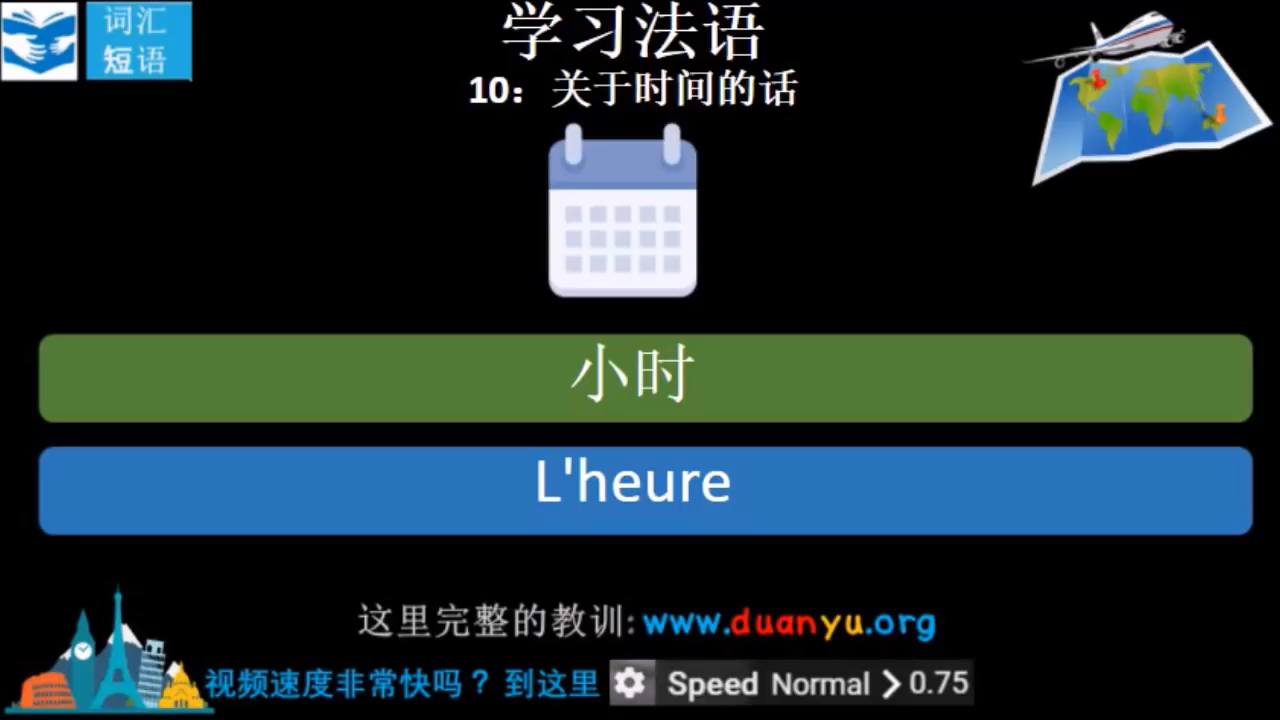 词汇
短语
学习法语
10：关于时间的话
小时
L'heure
这里完整的教训: www.duanyu.org
视频速度非常快吗？ 到这里 Speed Normal > 0.75